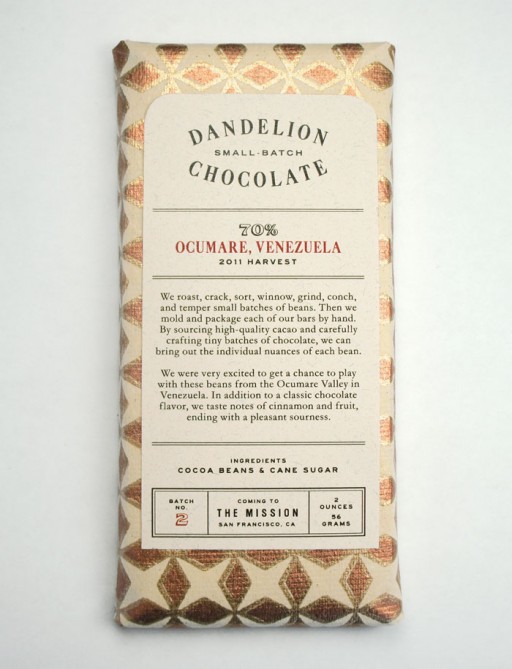 DANDELION
SMALL-BATCH
CHOCOLATE
70%
OCUMARE, VENEZUELA
2011 HARVEST
We roast, crack, sort, winnow, grind, conch,
and temper small batches of beans. Then we
mold and package each of our bars by hand.
By sourcing high-quality cacao and carefully
crafting tiny batches of chocolate, we can
bring out the individual nuances of each bean.
We were very excited to get a chance to play
with these beans from the Ocumare Valley in
Venezuela. In addition to a classic chocolate
flavor, we taste notes of cinnamon and fruit,
ending with a pleasant sourness.
INGREDIENTS
COCOA BEANS & CANE SUGAR
BATCH
NO.
2
COMING TO
THE MISSION
SAN FRANCISCO, CA
2
OUNCES
56
GRAMS